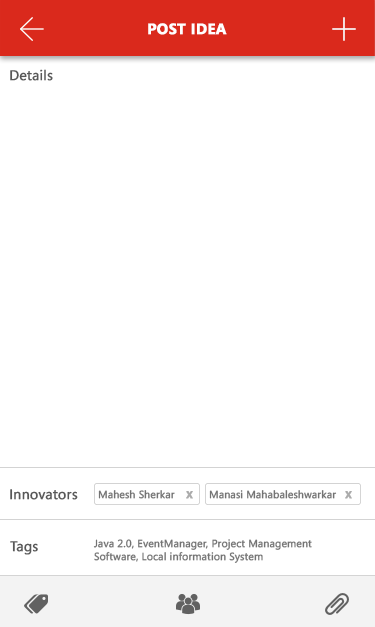 POST IDEA
Details
Innovators Mahesh Sherkar x Manasi Mahabaleshwarkar x
Tags Java 2.0, EventManager, Project Management
Software, Local information System